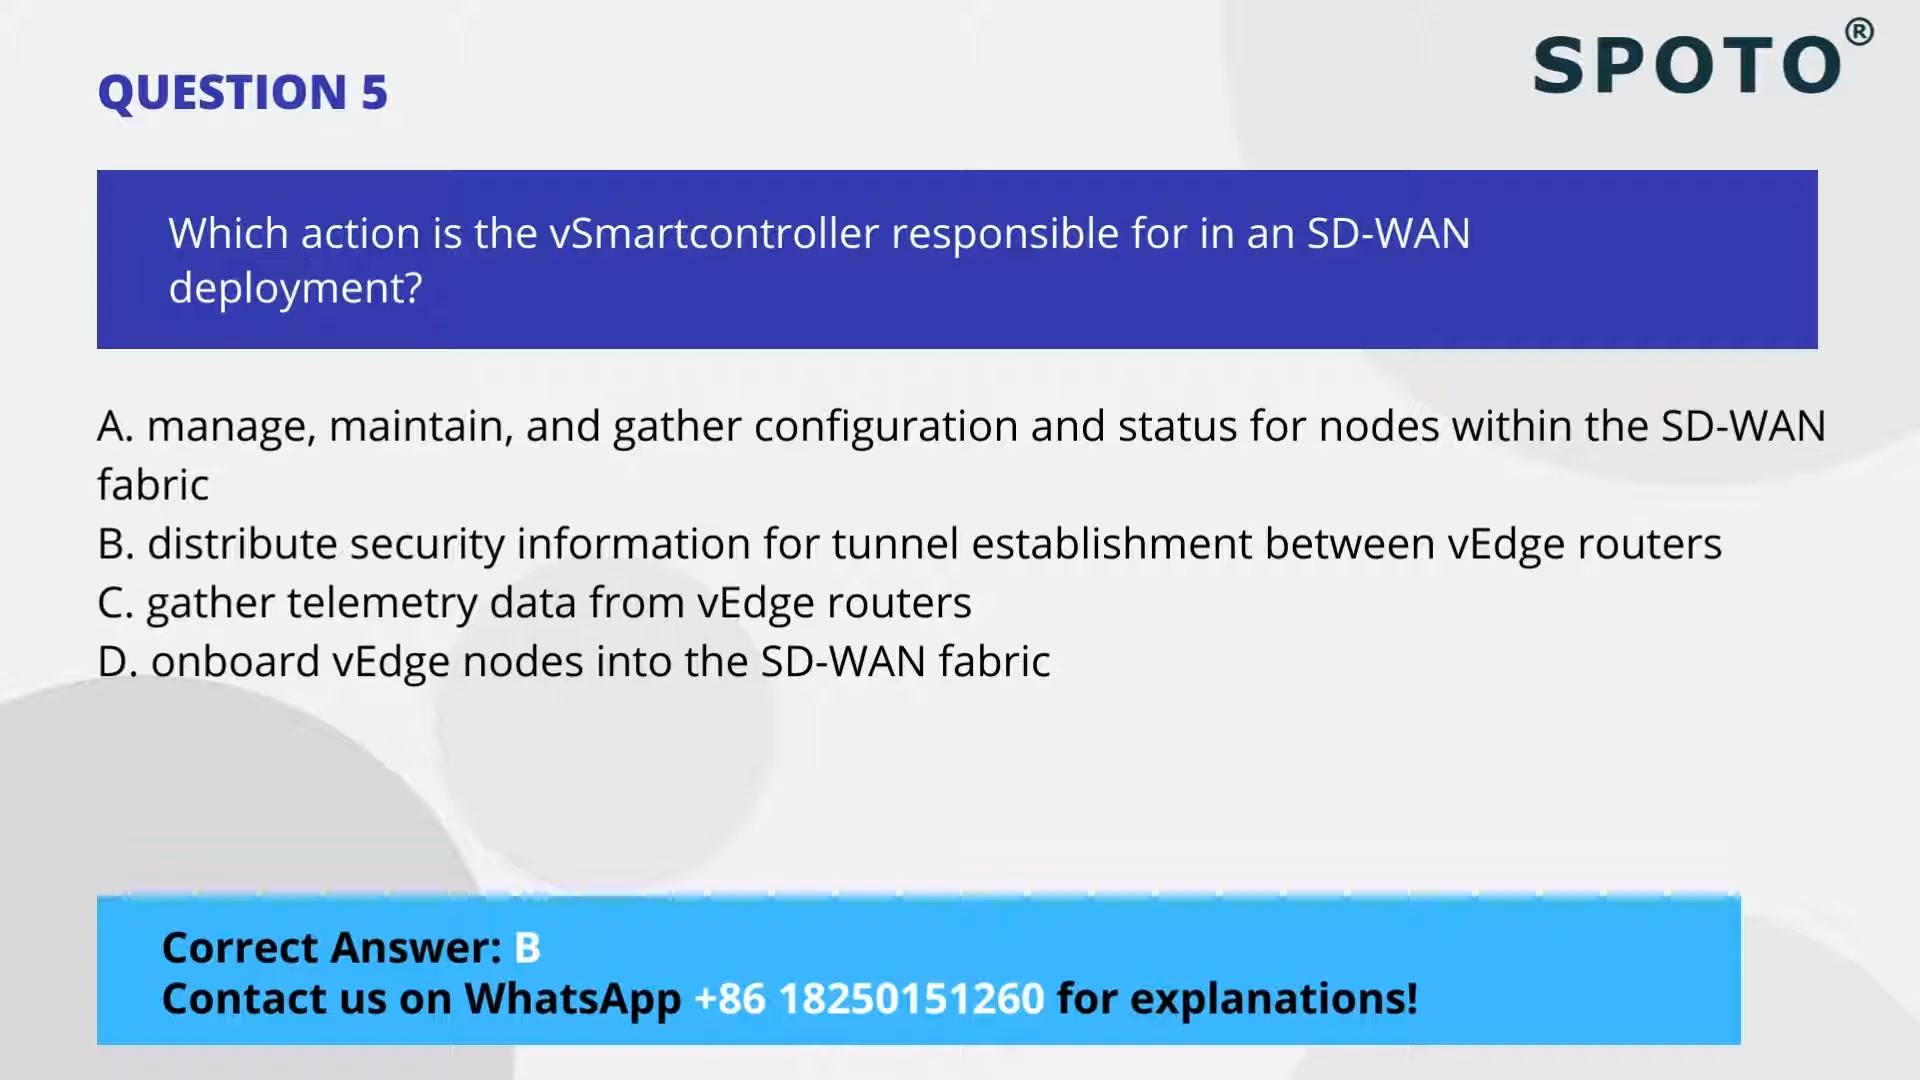 SPOTO®
QUESTION 5
Which action is the vSmartcontroller responsible for in an SD-WAN
deployment?
A. manage, maintain, and gather configuration and status for nodes within the SD-WAN
fabric
B. distribute security information for tunnel establishment between vEdge routers
C. gather telemetry data from vEdge routers
D. onboard vEdge nodes into the SD-WAN fabric
Correct Answer: B
Contact us on WhatsApp +86 18250151260 for explanations!